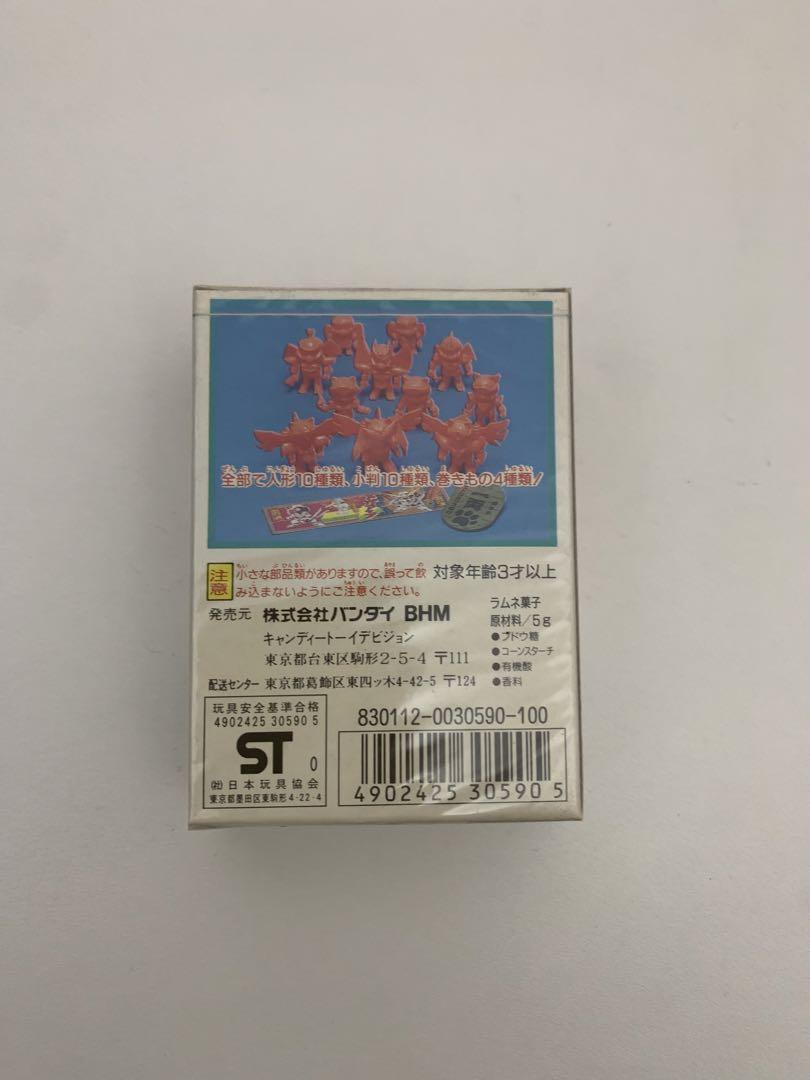 全部で人形10種類、小判10種類、巻きもの4種類!
注意
小さな部品類がありますので、誤って飲
み込まないようにご注意ください。
対象年齢3才以上
発売元 株式会社バンダイ BHM
キャンディートーイデビジョン
東京都台東区駒形2-5-4 〒111
配送センター 東京都葛飾区東四ッ木4-42-5 〒124
ラムネ菓子
原材料/5g
●ブドウ糖
●コーンスターチ
●有機酸
●香料
玩具安全基準合格
4902425 30590 5
ST 0
㈳日本玩具協会
東京都墨田区東駒形4-22-4
830112-0030590-100
4902425 305905